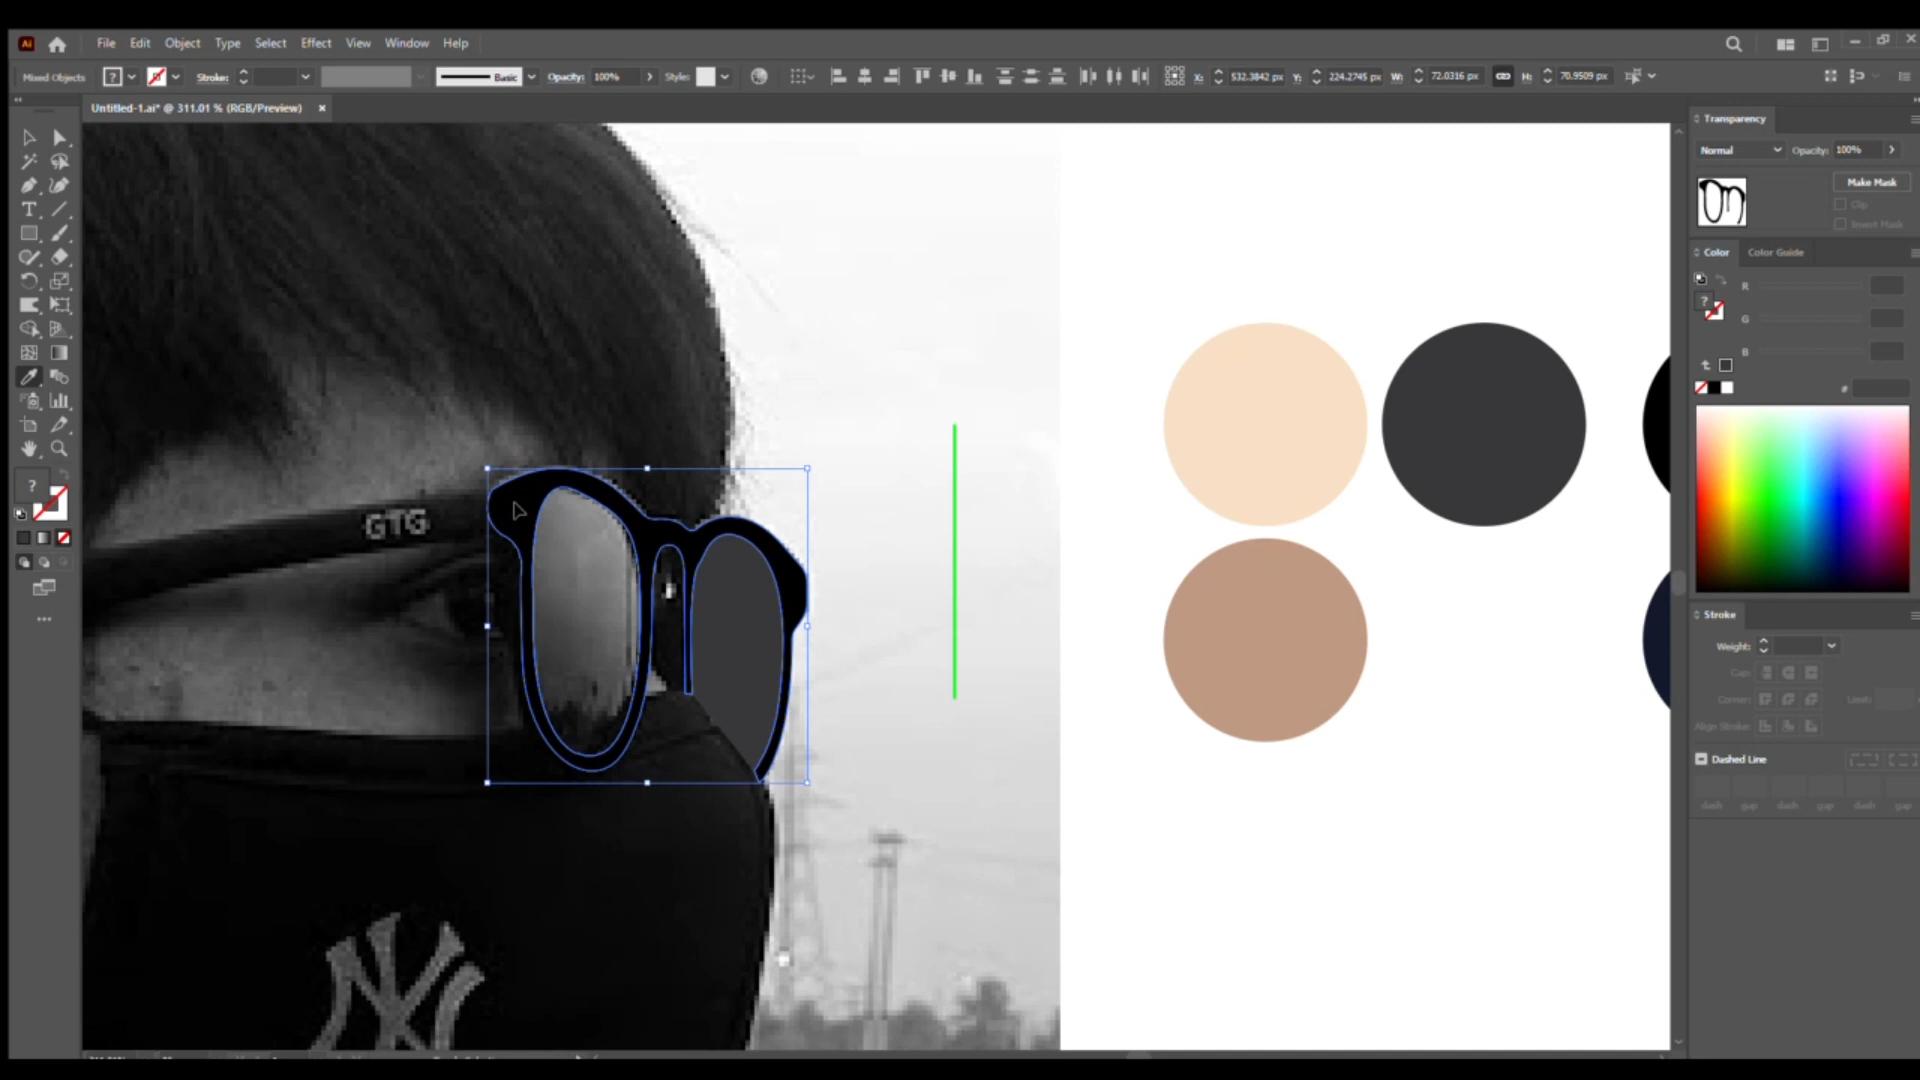 Ai File Edit Object Type Select Effect View Window Help
Mixed Objects ? Stroke: Basic Opacity: 100% Style: X: 532.3842 px Y: 224.2745 px W: 72.0316 px H: 70.9509 px
Untitled-1.ai* @ 311.01 % (RGB/Preview) ×
Transparency
Normal Opacity: 100%
Make Mask
Clip
Invert Mask
Color Color Guide
R
? G
B
#
GTG
?
Stroke
Weight:
Cap:
Corner: Limit:
Align Stroke:
Dashed Line
dash gap dash gap dash gap
NY